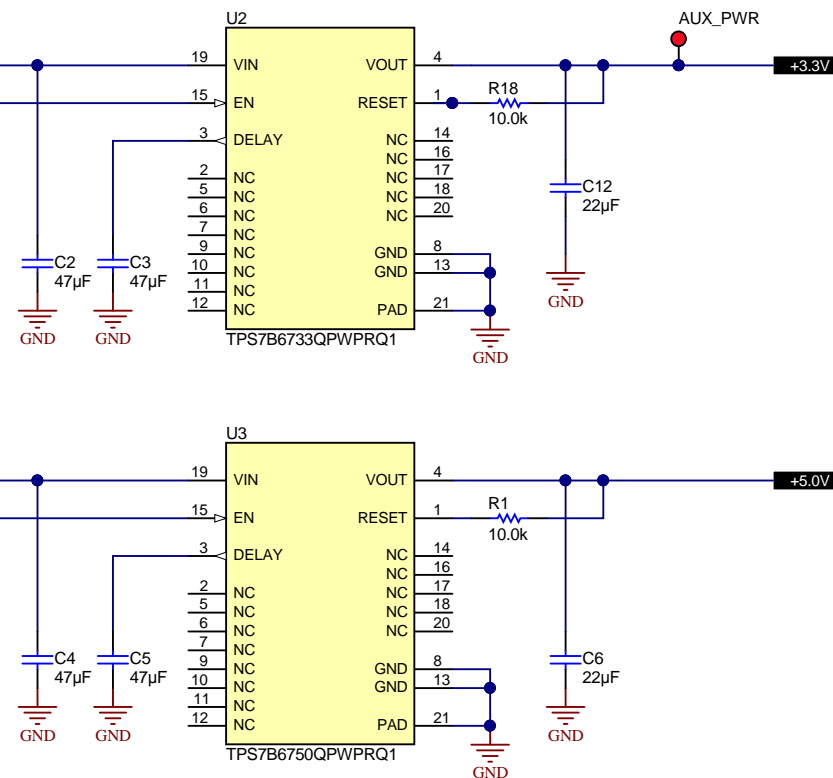 U2
AUX_PWR
19 VIN VOUT 4
+3.3V
15 EN RESET 1
R18
10.0k
3 DELAY NC 14
NC 16
2 NC NC 17
5 NC NC 18
6 NC NC 20
7 NC
9 NC GND 8
10 NC GND 13
11 NC
12 NC PAD 21
C2
47µF
C3
47µF
C12
22µF
GND
GND
GND
GND
TPS7B6733QPWPRQ1
U3
19 VIN VOUT 4
+5.0V
15 EN RESET 1
R1
10.0k
3 DELAY NC 14
NC 16
2 NC NC 17
5 NC NC 18
6 NC NC 20
7 NC
9 NC GND 8
10 NC GND 13
11 NC
12 NC PAD 21
C4
47µF
C5
47µF
C6
22µF
GND
GND
GND
GND
TPS7B6750QPWPRQ1